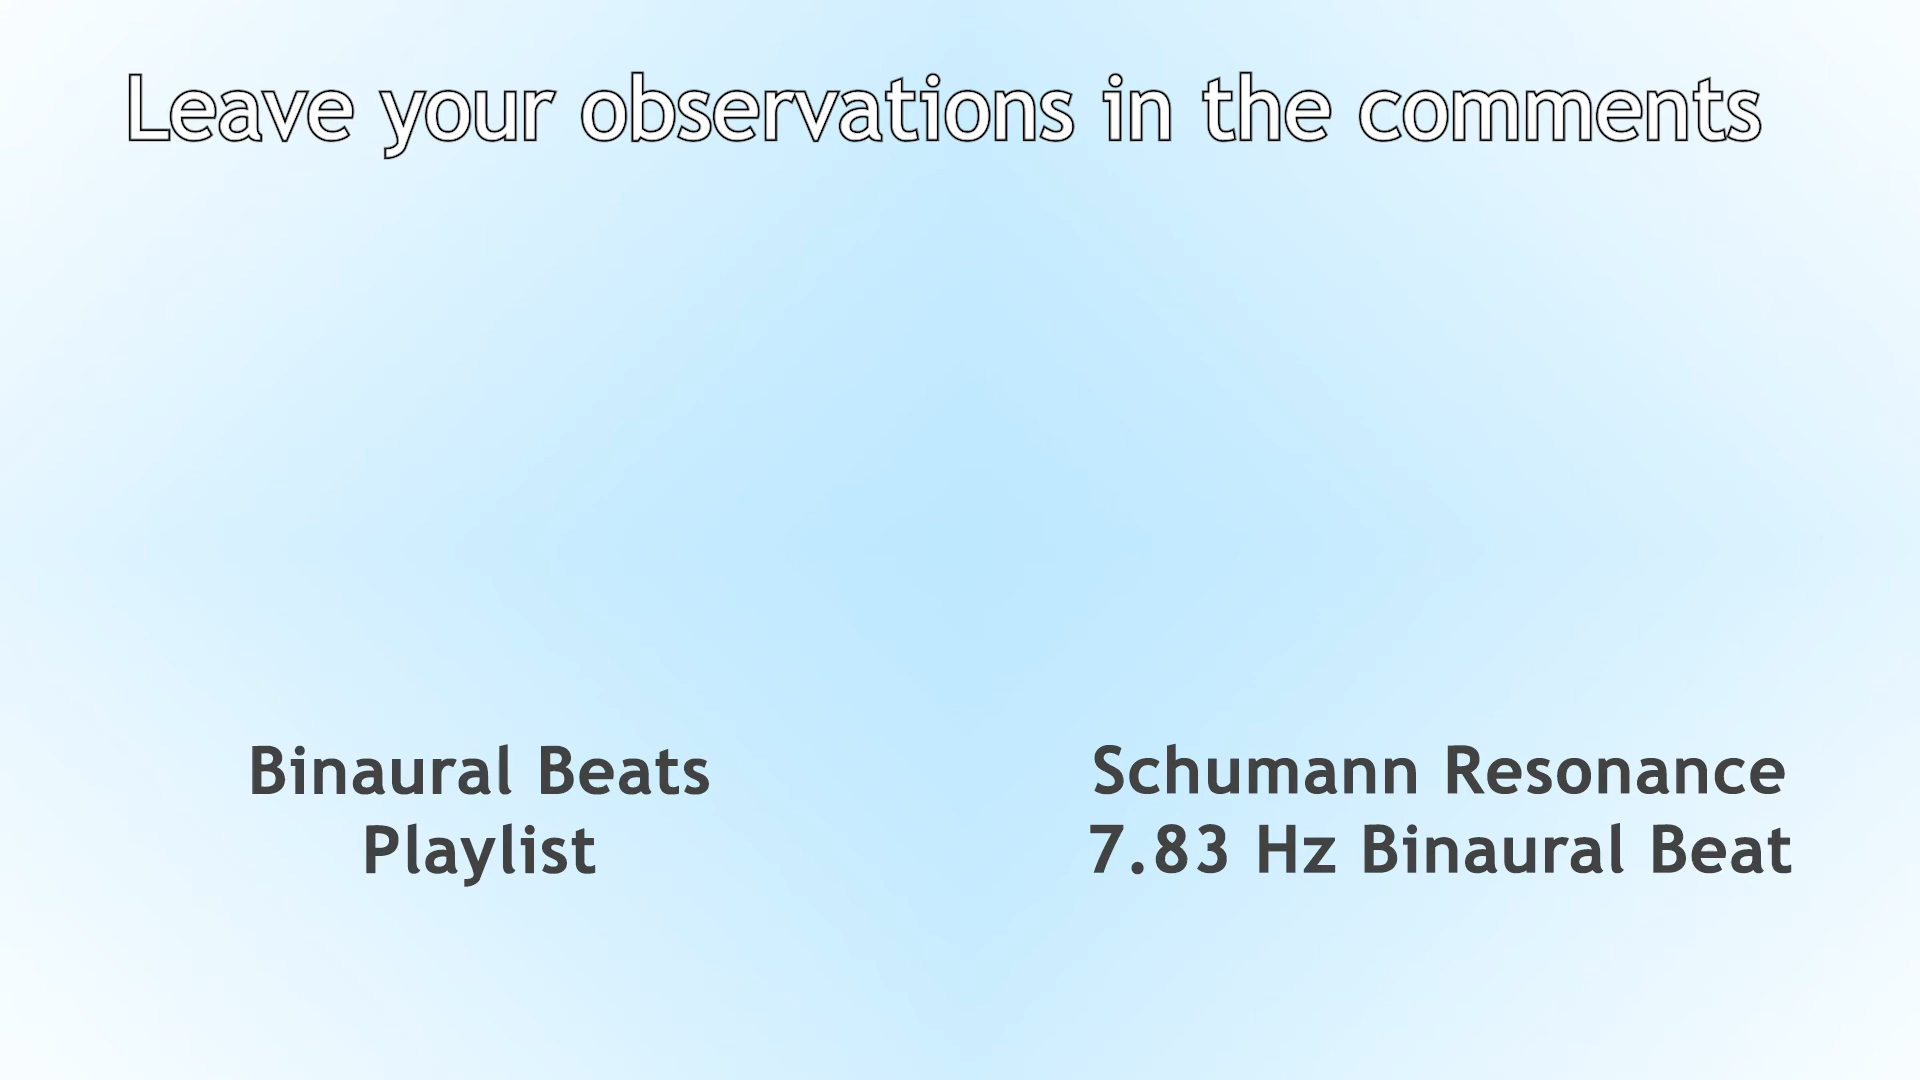 Leave your observations in the comments
Binaural Beats
Playlist
Schumann Resonance
7.83 Hz Binaural Beat